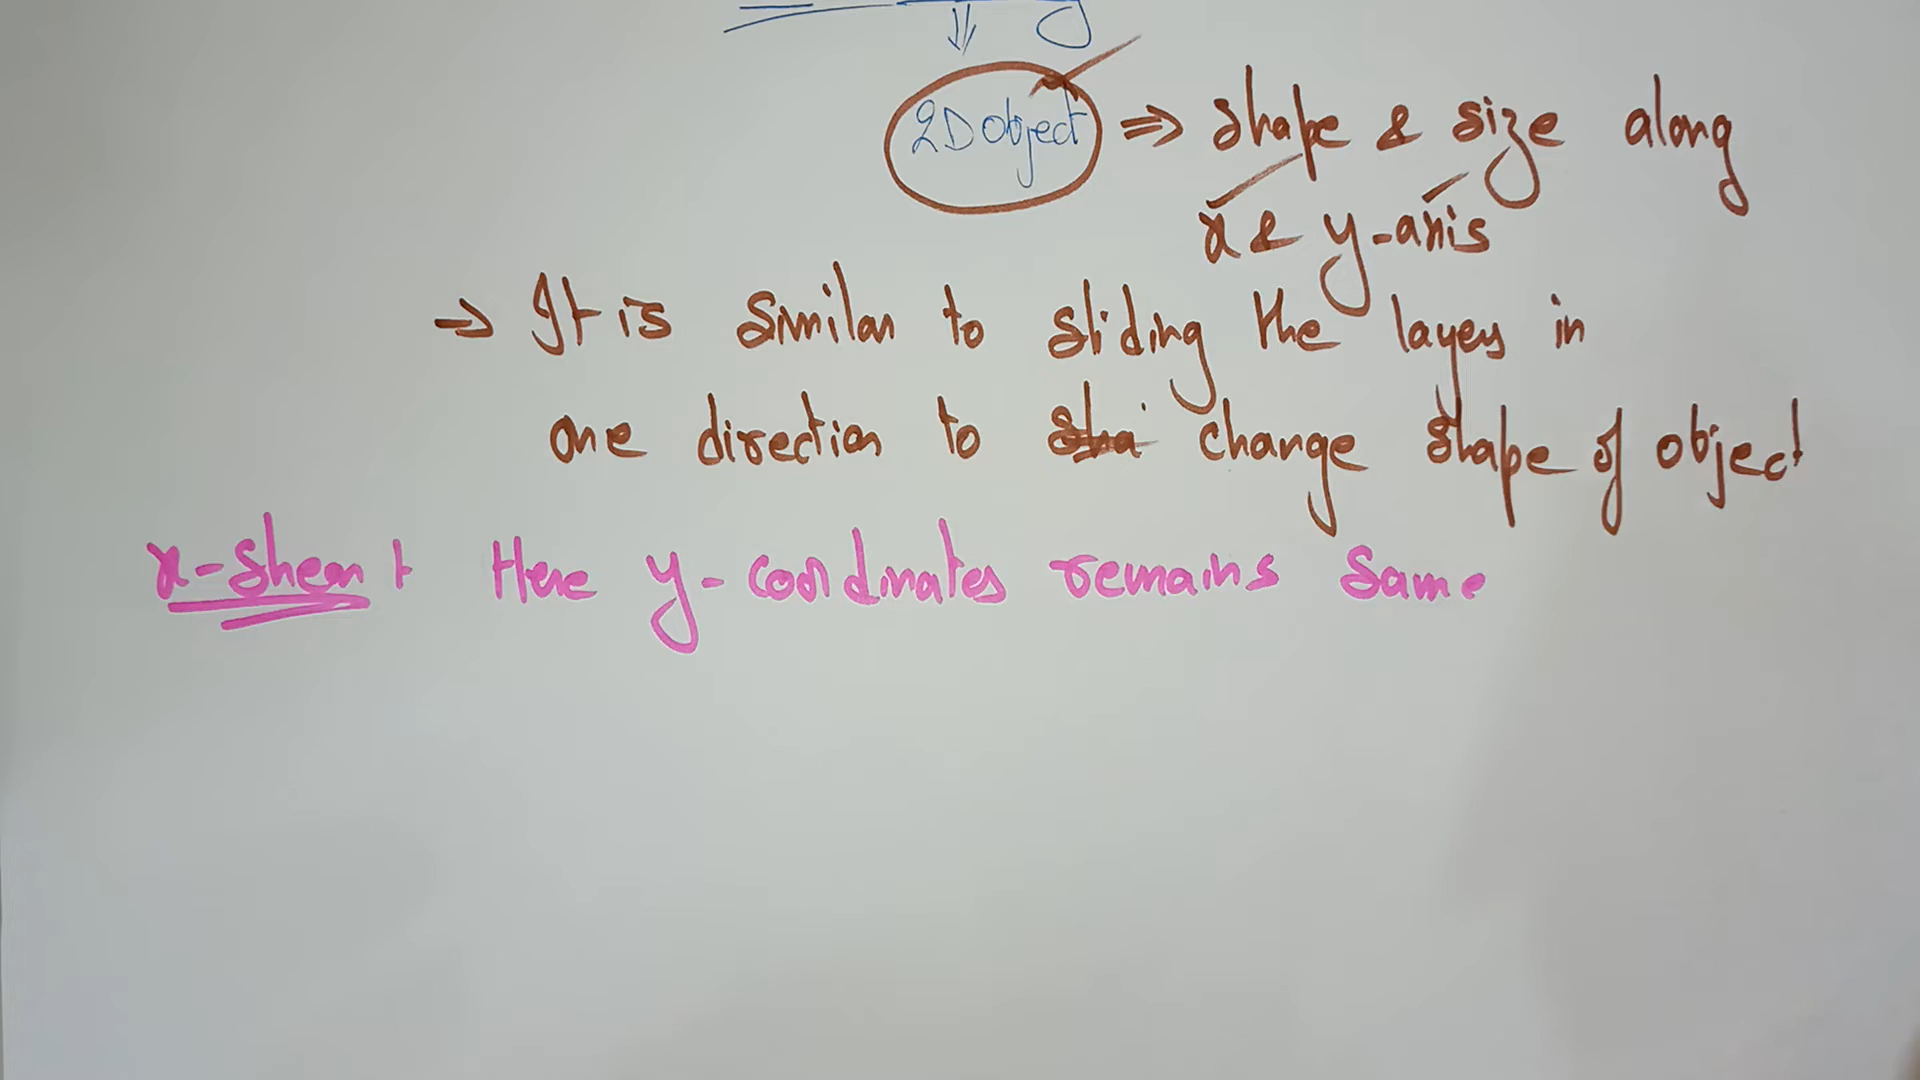 2D object ⇒ shape & size along
x & y-axis
→ It is similar to sliding the layers in
one direction to change shape of object
x-shear : Here y-coordinates remains same